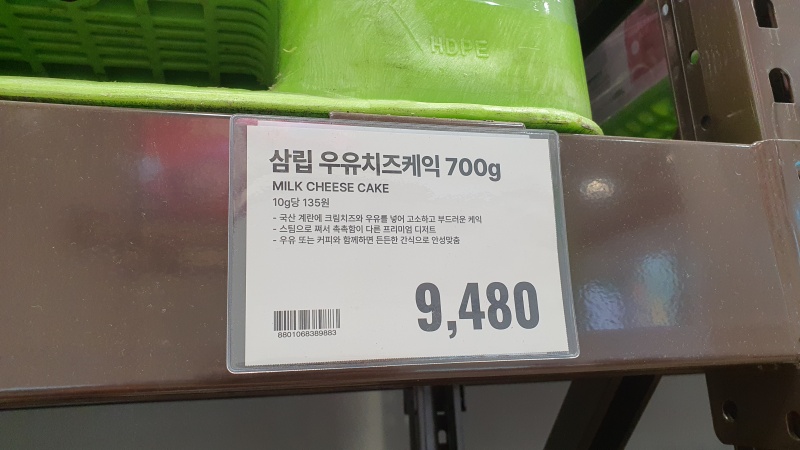 HDPE
삼립 우유치즈케익 700g
MILK CHEESE CAKE
10g당 135원
- 국산 계란에 크림치즈와 우유를 넣어 고소하고 부드러운 케익
- 스팀으로 쪄서 촉촉함이 다른 프리미엄 디저트
- 우유 또는 커피와 함께하면 든든한 간식으로 안성맞춤
9,480
8801068389883